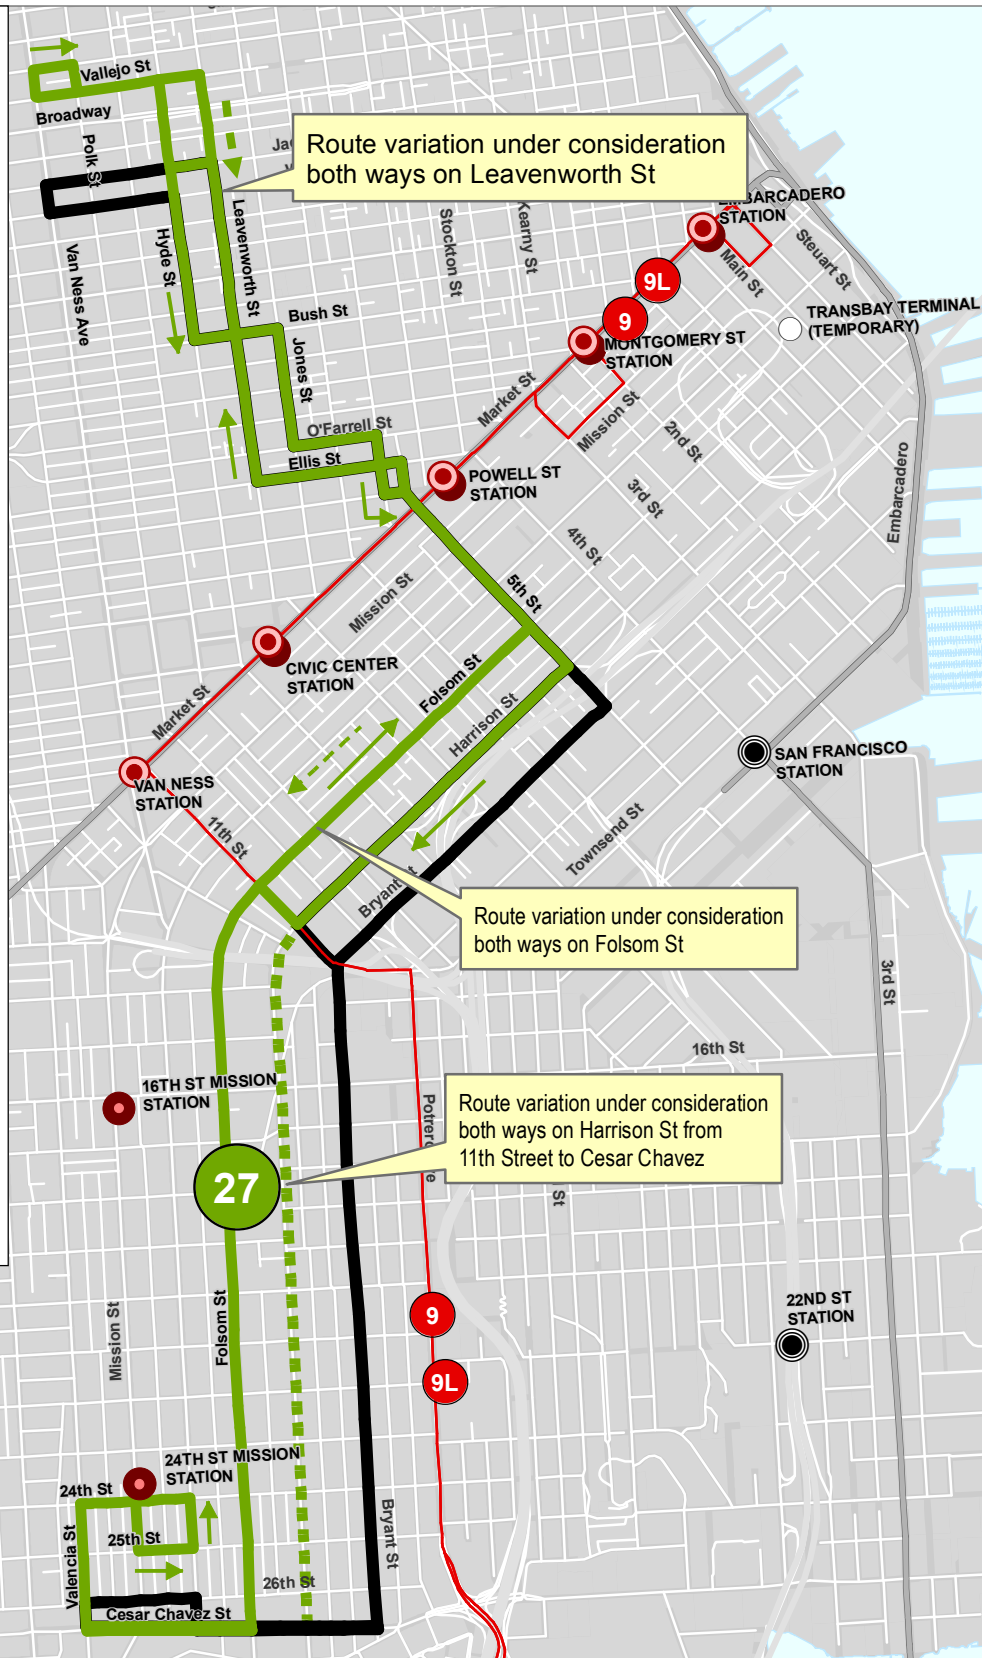 Vallejo St
Broadway
Polk St
Route variation under consideration
both ways on Leavenworth St
Van Ness Ave
Hyde St
Leavenworth St
Stockton St
Kearny St
STATION
Main St
Steuart St
9L
9
TRANSBAY TERMINAL
(TEMPORARY)
MONTGOMERY ST
STATION
Bush St
Jones St
O'Farrell St
Ellis St
Market St
Mission St
2nd St
3rd St
4th St
Embarcadero
POWELL ST
STATION
5th St
Mission St
CIVIC CENTER
STATION
Folsom St
Harrison St
Market St
VAN NESS
STATION
SAN FRANCISCO
STATION
11th St
Townsend St
Bryant St
Route variation under consideration
both ways on Folsom St
3rd St
16th St
16TH ST MISSION
STATION
Route variation under consideration
both ways on Harrison St from
11th Street to Cesar Chavez
St
27
Mission St
Folsom St
9
9L
22ND ST
STATION
24TH ST MISSION
STATION
24th St
25th St
Valencia St
Bryant St
26th St
Cesar Chavez St